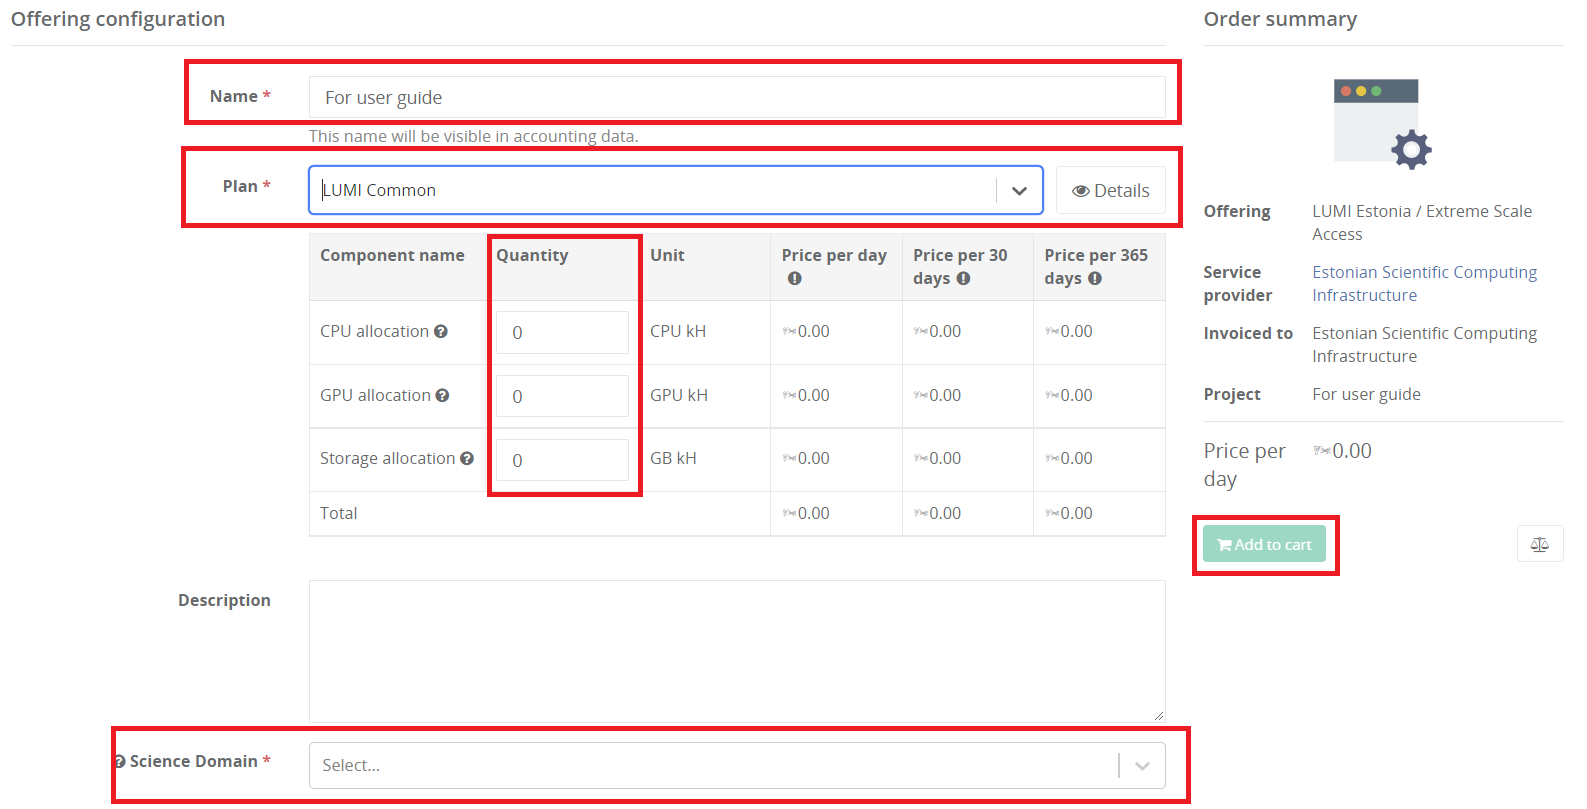 Offering configuration
Name *
For user guide
This name will be visible in accounting data.
Plan *
LUMI Common
Details
Component name Quantity Unit Price per day Price per 30 days Price per 365 days
CPU allocation 0 CPU kH 0.00 0.00 0.00
GPU allocation 0 GPU kH 0.00 0.00 0.00
Storage allocation 0 GB kH 0.00 0.00 0.00
Total 0.00 0.00 0.00
Description
Science Domain *
Select...
Order summary
Offering LUMI Estonia / Extreme Scale
Access
Service provider Estonian Scientific Computing
Infrastructure
Invoiced to Estonian Scientific Computing
Infrastructure
Project For user guide
Price per day 0.00
Add to cart